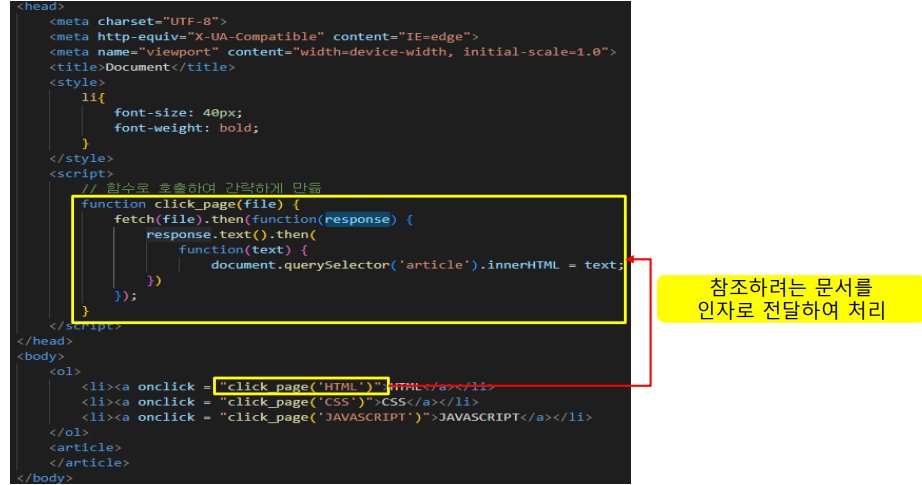 <head>
<meta charset="UTF-8">
<meta http-equiv="X-UA-Compatible" content="IE=edge">
<meta name="viewport" content="width=device-width, initial-scale=1.0">
<title>Document</title>
<style>
li{
font-size: 40px;
font-weight: bold;
}
</style>
<script>
// 함수로 호출하여 간략하게 만듦
function click_page(file) {
fetch(file).then(function(response) {
response.text().then(
function(text) {
document.querySelector('article').innerHTML = text;
})
});
}
</script>
</head>
<body>
<ol>
<li><a onclick = "click_page('HTML')">HTML</a></li>
<li><a onclick = "click_page('CSS')">CSS</a></li>
<li><a onclick = "click_page('JAVASCRIPT')">JAVASCRIPT</a></li>
</ol>
<article>
</article>
</body>
참조하려는 문서를
인자로 전달하여 처리